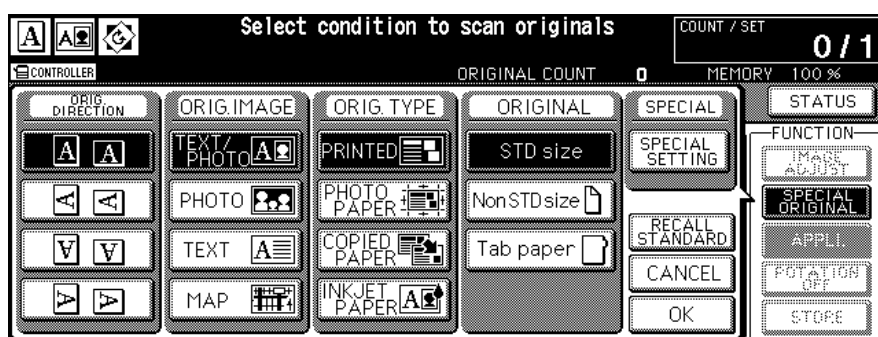 Select condition to scan originals
COUNT / SET
0 / 1
CONTROLLER
ORIGINAL COUNT 0 MEMORY 100 %
ORIG.
DIRECTION
A A
A A
A A
A A
ORIG.IMAGE
TEXT/
PHOTO
PHOTO
TEXT
MAP
ORIG. TYPE
PRINTED
PHOTO
PAPER
COPIED
PAPER
INKJET
PAPER
ORIGINAL
STD size
NonSTDsize
Tab paper
SPECIAL
SPECIAL
SETTING
RECALL
STANDARD
CANCEL
OK
STATUS
FUNCTION
IMAGE
ADJUST
SPECIAL
ORIGINAL
APPLI.
ROTATION
OFF
STORE